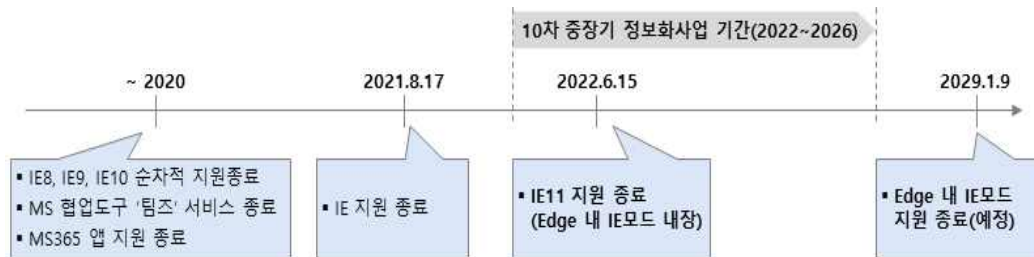 10차 중장기 정보화사업 기간(2022~2026)
~ 2020
2021.8.17
2022.6.15
2029.1.9
▪ IE8, IE9, IE10 순차적 지원종료
▪ MS 협업도구 '팀즈' 서비스 종료
▪ MS365 앱 지원 종료
▪ IE 지원 종료
▪ IE11 지원 종료
(Edge 내 IE모드 내장)
▪ Edge 내 IE모드
지원 종료(예정)